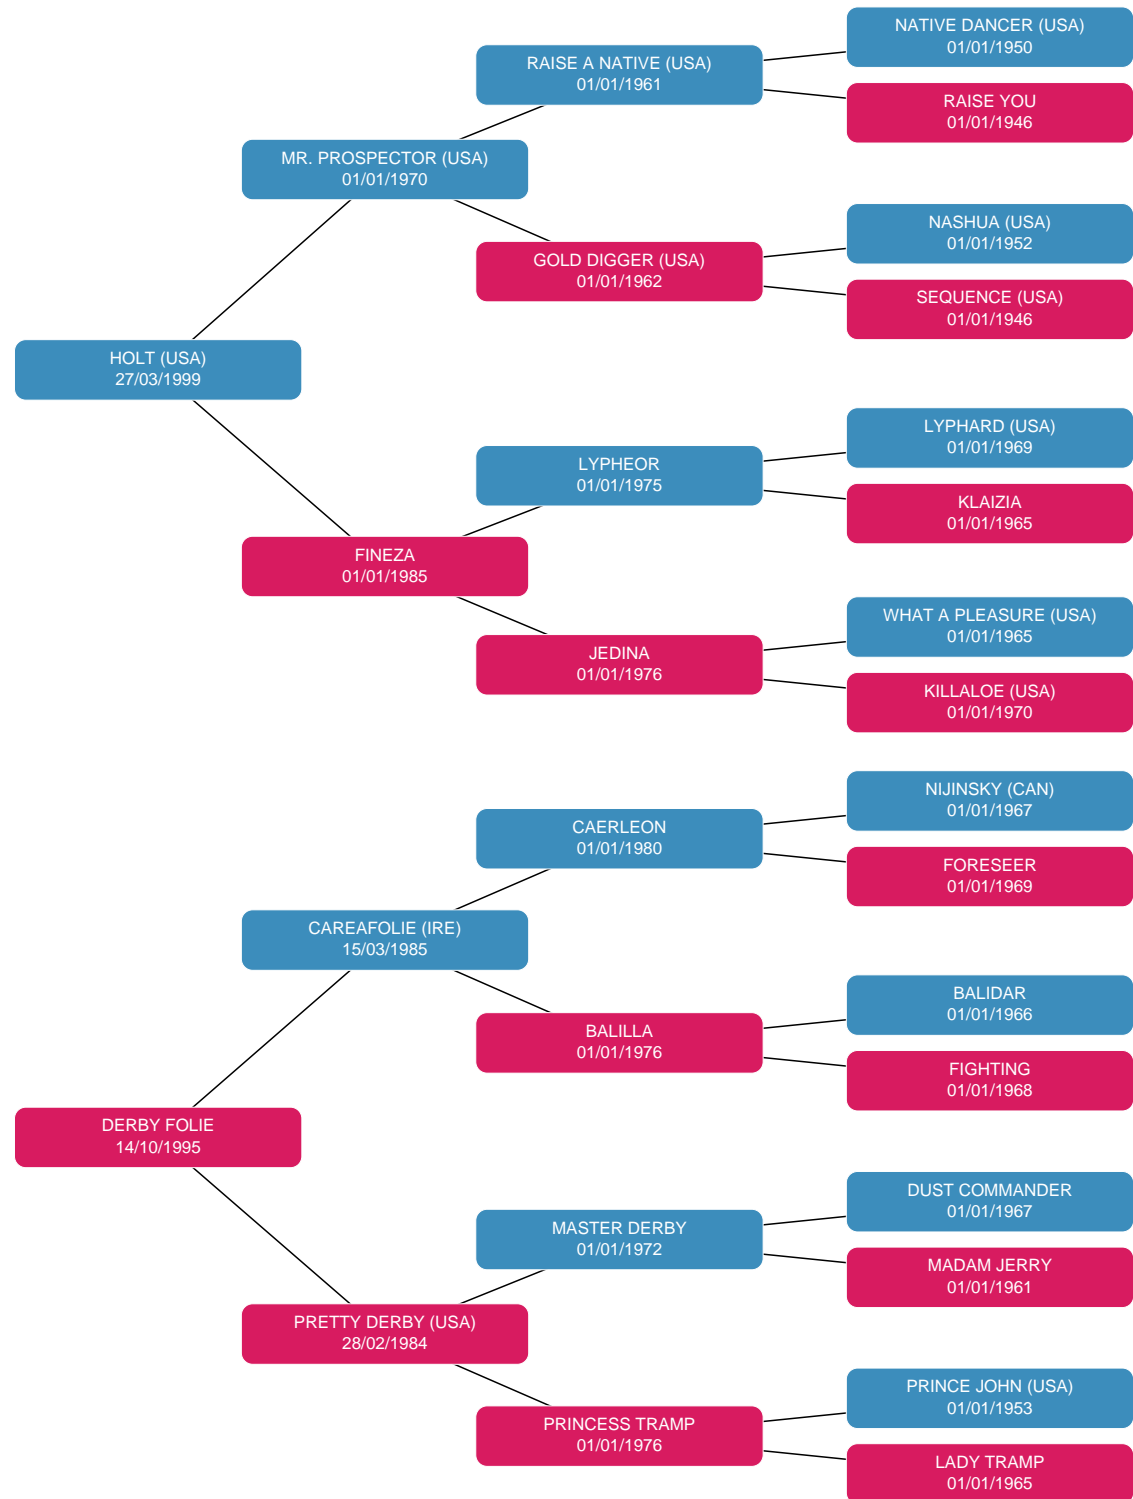 NATIVE DANCER (USA)
01/01/1950
RAISE A NATIVE (USA)
01/01/1961
RAISE YOU
01/01/1946
MR. PROSPECTOR (USA)
01/01/1970
NASHUA (USA)
01/01/1952
GOLD DIGGER (USA)
01/01/1962
SEQUENCE (USA)
01/01/1946
HOLT (USA)
27/03/1999
LYPHARD (USA)
01/01/1969
LYPHEOR
01/01/1975
KLAIZIA
01/01/1965
FINEZA
01/01/1985
WHAT A PLEASURE (USA)
01/01/1965
JEDINA
01/01/1976
KILLALOE (USA)
01/01/1970
NIJINSKY (CAN)
01/01/1967
CAERLEON
01/01/1980
FORESEER
01/01/1969
CAREAFOLIE (IRE)
15/03/1985
BALIDAR
01/01/1966
BALILLA
01/01/1976
FIGHTING
01/01/1968
DERBY FOLIE
14/10/1995
DUST COMMANDER
01/01/1967
MASTER DERBY
01/01/1972
MADAM JERRY
01/01/1961
PRETTY DERBY (USA)
28/02/1984
PRINCE JOHN (USA)
01/01/1953
PRINCESS TRAMP
01/01/1976
LADY TRAMP
01/01/1965